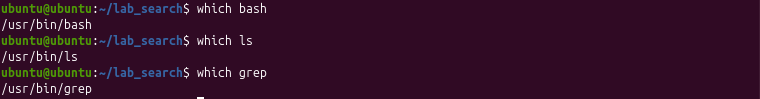 ubuntu@ubuntu:~/lab_search$ which bash
/usr/bin/bash
ubuntu@ubuntu:~/lab_search$ which ls
/usr/bin/ls
ubuntu@ubuntu:~/lab_search$ which grep
/usr/bin/grep